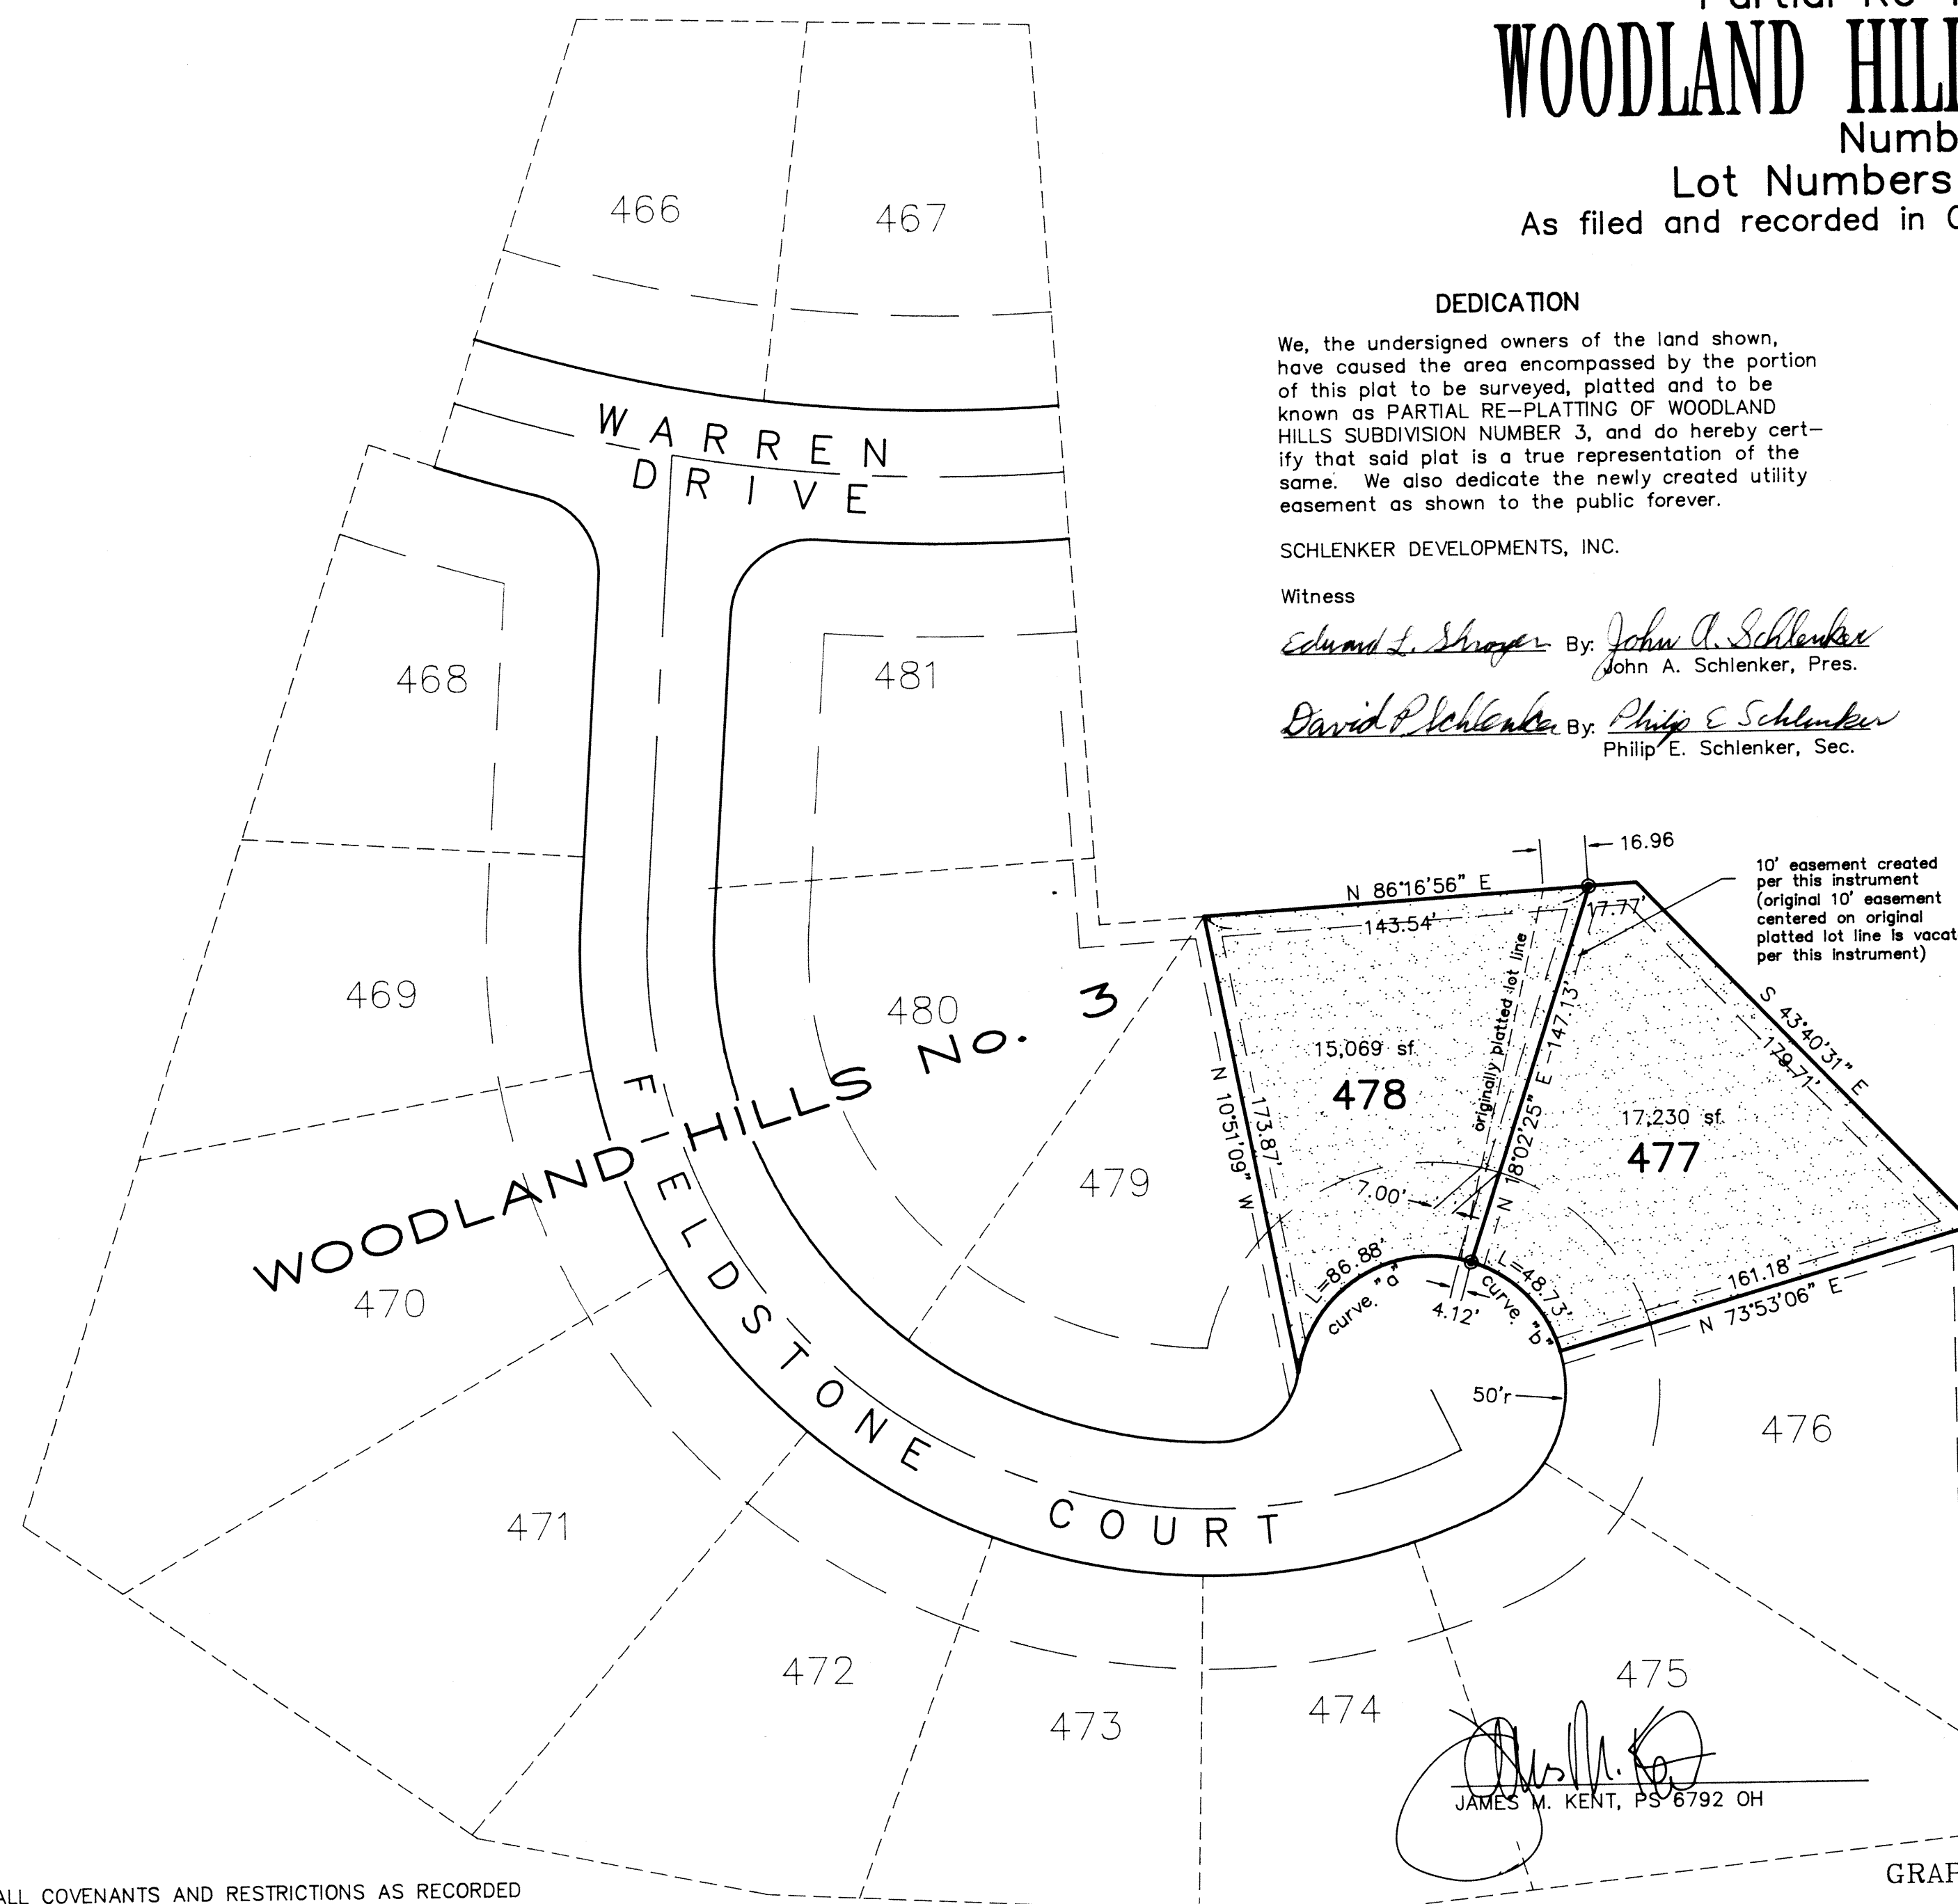 WOODLAND HILL
Numb
Lot Numbers
As filed and recorded in
DEDICATION
We, the undersigned owners of the land shown,
have caused the area encompassed by the portion
of this plat to be surveyed, platted and to be
known as PARTIAL RE-PLATTING OF WOODLAND
HILLS SUBDIVISION NUMBER 3, and do hereby cert-
ify that said plat is a true representation of the
same. We also dedicate the newly created utility
easement as shown to the public forever.
SCHLENKER DEVELOPMENTS, INC.
Witness
Edward L. Shroyer By: John A. Schlenker
John A. Schlenker, Pres.
David P Schlenker By: Philip E Schlenker
Philip E. Schlenker, Sec.
466
467
WARREN
DRIVE
468
481
469
480
WOODLAND HILLS No. 3
470
479
FIELDSTONE COURT
471
472
473
474
475
476
16.96
10' easement created
per this instrument
(original 10' easement
centered on original
platted lot line is vacat
per this instrument)
N 86°16'56" E
143.54'
17.77'
originally platted lot line
N 18°02'25" E 147.13'
S 43°40'31" E
179.71'
N 10°51'09" W
173.87'
15,069 sf.
478
17,230 sf.
477
7.00'
L=86.88'
curve "a"
4.12'
L=48.73'
curve "b"
161.18'
N 73°53'06" E
50'r
JAMES M. KENT, PS 6792 OH
ALL COVENANTS AND RESTRICTIONS AS RECORDED
GRAP